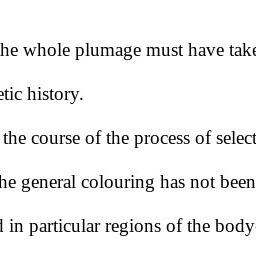 he whole plumage must have take
etic history.
the course of the process of select
he general colouring has not been
d in particular regions of the body